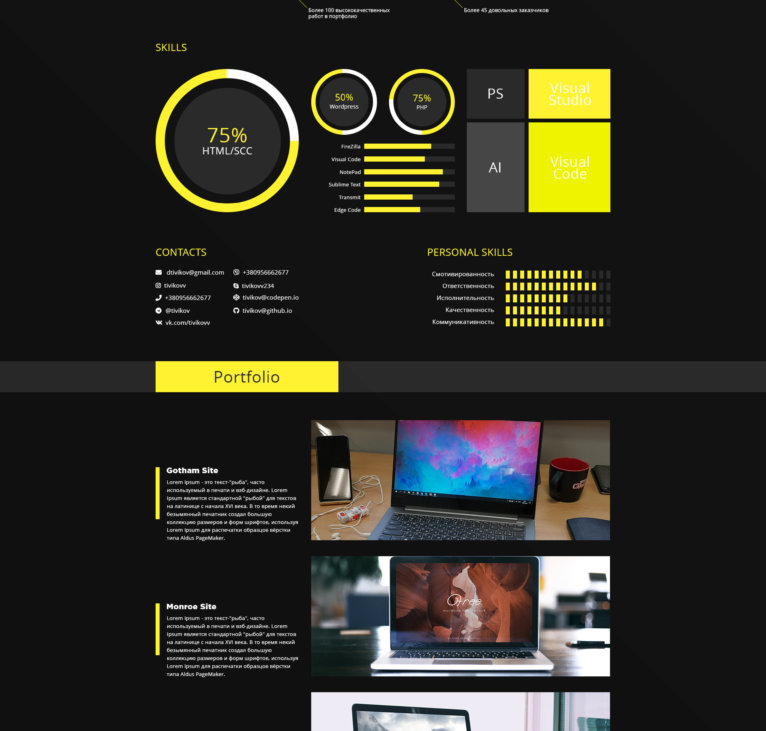 Более 100 высококачественных
работ в портфолио
Более 45 довольных заказчиков
SKILLS
75%
HTML/SCC
50%
Wordpress
75%
PHP
PS
Visual
Studio
AI
Visual
Code
FireZilla
Visual Code
NotePad
Sublime Text
Transmit
Edge Code
CONTACTS
dtivikov@gmail.com
+380956662677
tivikovv
tivikovv234
+380956662677
tivikov@codepen.io
@tivikov
tivikov@github.io
vk.com/tivikovv
PERSONAL SKILLS
Смотивированность
Ответственность
Исполнительность
Качественность
Коммуникативность
Portfolio
Gotham Site
Lorem Ipsum - это текст-"рыба", часто
используемый в печати и вэб-дизайне. Lorem
Ipsum является стандартной "рыбой" для текстов
на латинице с начала XVI века. В то время некий
безымянный печатник создал большую
коллекцию размеров и форм шрифтов, используя
Lorem Ipsum для распечатки образцов вёрстки
типа Aldus PageMaker.
Monroe Site
Lorem Ipsum - это текст-"рыба", часто
используемый в печати и вэб-дизайне. Lorem
Ipsum является стандартной "рыбой" для текстов
на латинице с начала XVI века. В то время некий
безымянный печатник создал большую
коллекцию размеров и форм шрифтов, используя
Lorem Ipsum для распечатки образцов вёрстки
типа Aldus PageMaker.